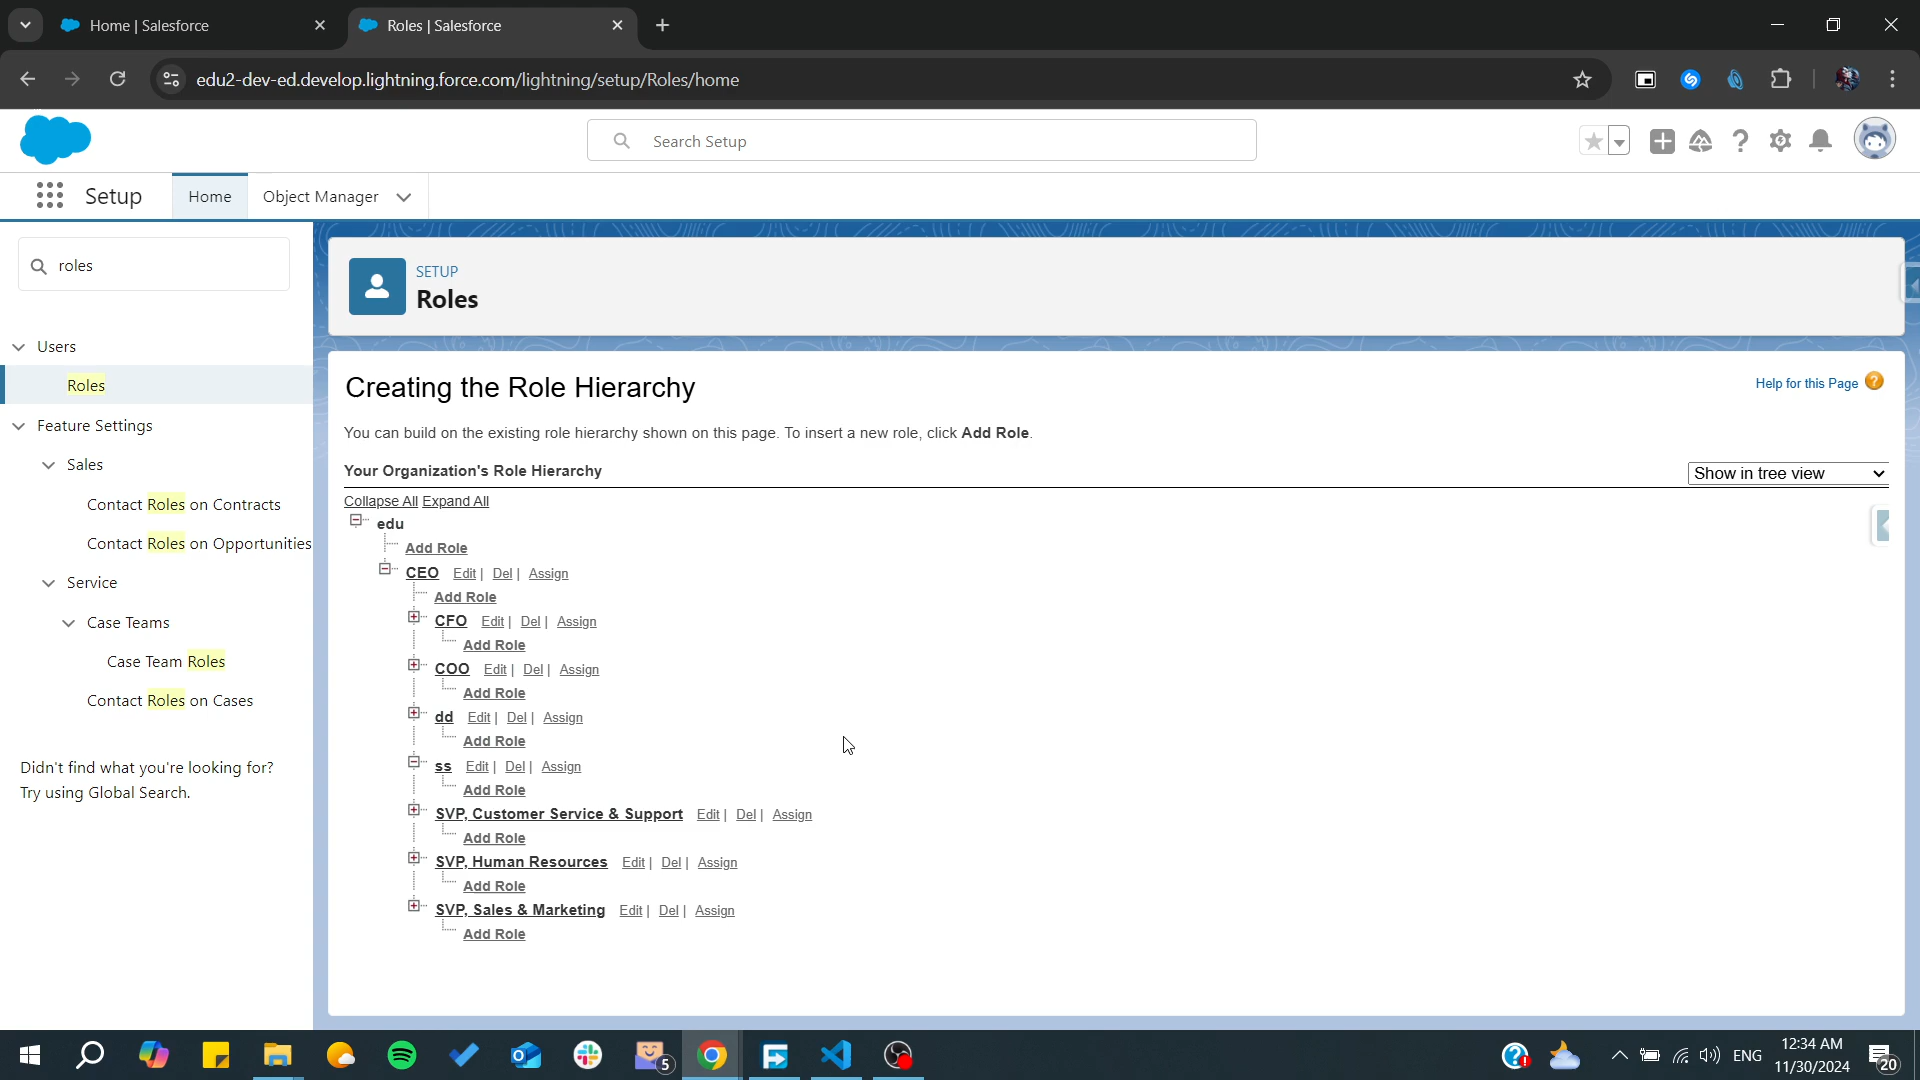 Home | Salesforce
Roles | Salesforce
edu2-dev-ed.develop.lightning.force.com/lightning/setup/Roles/home
Search Setup
Setup
Home
Object Manager
roles
Users
Roles
Feature Settings
Sales
Contact Roles on Contracts
Contact Roles on Opportunities
Service
Case Teams
Case Team Roles
Contact Roles on Cases
Didn't find what you're looking for?
Try using Global Search.
SETUP
Roles
Creating the Role Hierarchy
Help for this Page
You can build on the existing role hierarchy shown on this page. To insert a new role, click Add Role.
Your Organization's Role Hierarchy
Show in tree view
Collapse All Expand All
edu
Add Role
CEO Edit | Del | Assign
Add Role
CFO Edit | Del | Assign
Add Role
COO Edit | Del | Assign
Add Role
dd Edit | Del | Assign
Add Role
ss Edit | Del | Assign
Add Role
SVP, Customer Service & Support Edit | Del | Assign
Add Role
SVP, Human Resources Edit | Del | Assign
Add Role
SVP, Sales & Marketing Edit | Del | Assign
Add Role
5
ENG
12:34 AM
11/30/2024
20